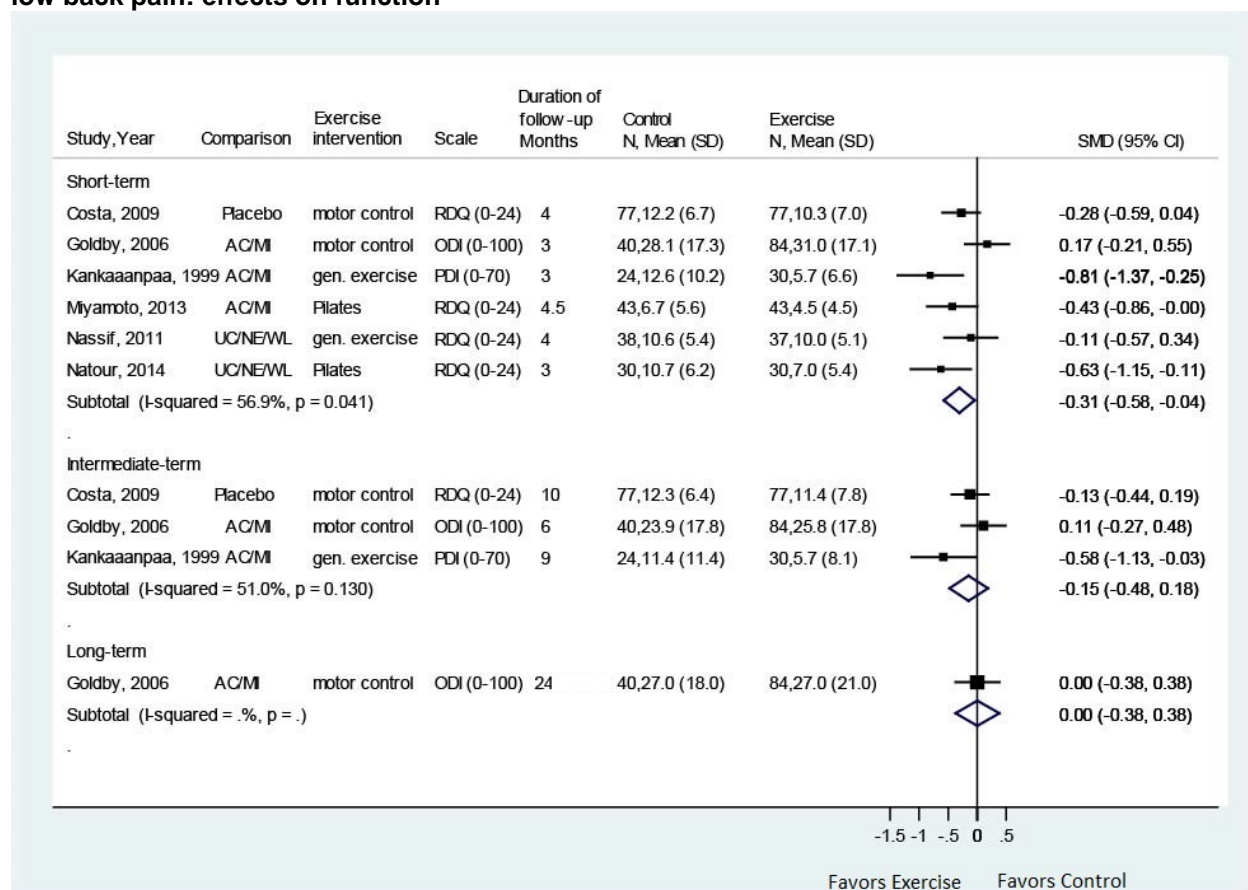 low back pain: effects on function
Duration of
Exercise follow-up Control Exercise
Study,Year Comparison intervention Scale Months N, Mean (SD) N, Mean (SD) SMD (95% CI)
Short-term
Costa, 2009 Placebo motor control RDQ (0-24) 4 77,12.2 (6.7) 77,10.3 (7.0) -0.28 (-0.59, 0.04)
Goldby, 2006 AC/MI motor control ODI (0-100) 3 40,28.1 (17.3) 84,31.0 (17.1) 0.17 (-0.21, 0.55)
Kankaaanpaa, 1999 AC/MI gen. exercise PDI (0-70) 3 24,12.6 (10.2) 30,5.7 (6.6) -0.81 (-1.37, -0.25)
Miyamoto, 2013 AC/MI Pilates RDQ (0-24) 4.5 43,6.7 (5.6) 43,4.5 (4.5) -0.43 (-0.86, -0.00)
Nassif, 2011 UC/NE/WL gen. exercise RDQ (0-24) 4 38,10.6 (5.4) 37,10.0 (5.1) -0.11 (-0.57, 0.34)
Natour, 2014 UC/NE/WL Pilates RDQ (0-24) 3 30,10.7 (6.2) 30,7.0 (5.4) -0.63 (-1.15, -0.11)
Subtotal (I-squared = 56.9%, p = 0.041) -0.31 (-0.58, -0.04)
.
Intermediate-term
Costa, 2009 Placebo motor control RDQ (0-24) 10 77,12.3 (6.4) 77,11.4 (7.8) -0.13 (-0.44, 0.19)
Goldby, 2006 AC/MI motor control ODI (0-100) 6 40,23.9 (17.8) 84,25.8 (17.8) 0.11 (-0.27, 0.48)
Kankaaanpaa, 1999 AC/MI gen. exercise PDI (0-70) 9 24,11.4 (11.4) 30,5.7 (8.1) -0.58 (-1.13, -0.03)
Subtotal (I-squared = 51.0%, p = 0.130) -0.15 (-0.48, 0.18)
.
Long-term
Goldby, 2006 AC/MI motor control ODI (0-100) 24 40,27.0 (18.0) 84,27.0 (21.0) 0.00 (-0.38, 0.38)
Subtotal (I-squared = .%, p = .) 0.00 (-0.38, 0.38)
.
-1.5 -1 -.5 0 .5
Favors Exercise Favors Control